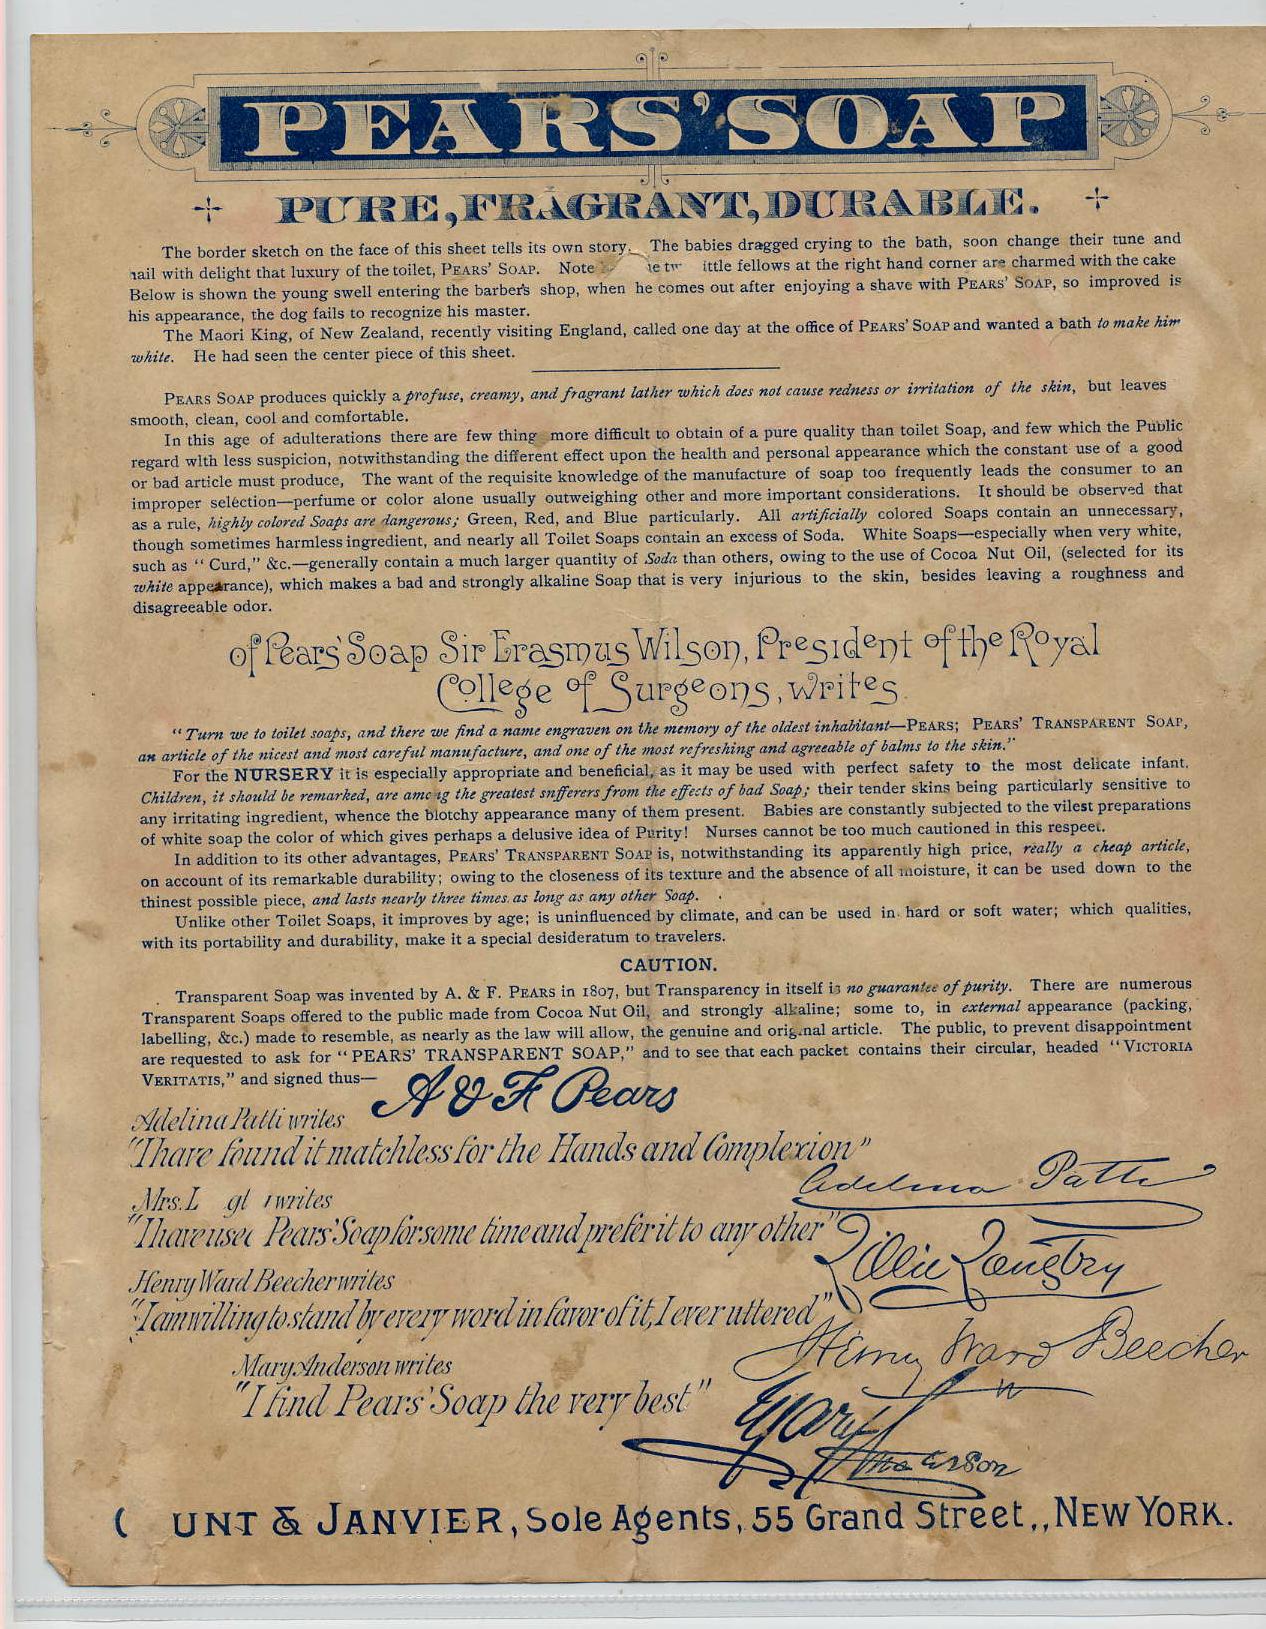 PEARS' SOAP
PURE, FRAGRANT, DURABLE.
The border sketch on the face of this sheet tells its own story. The babies dragged crying to the bath, soon change their tune and
ail with delight that luxury of the toilet, PEARS' SOAP. Note ittle fellows at the right hand corner are charmed with the cake
Below is shown the young swell entering the barber's shop, when he comes out after enjoying a shave with PEARS' SOAP, so improved is
his appearance, the dog fails to recognize his master.
The Maori King, of New Zealand, recently visiting England, called one day at the office of PEARS' SOAP and wanted a bath to make him
white. He had seen the center piece of this sheet.
PEARS SOAP produces quickly a profuse, creamy, and fragrant lather which does not cause redness or irritation of the skin, but leaves
smooth, clean, cool and comfortable.
In this age of adulterations there are few thing more difficult to obtain of a pure quality than toilet Soap, and few which the Public
regard with less suspicion, notwithstanding the different effect upon the health and personal appearance which the constant use of a good
or bad article must produce, The want of the requisite knowledge of the manufacture of soap too frequently leads the consumer to an
improper selection—perfume or color alone usually outweighing other and more important considerations. It should be observed that
as a rule, highly colored Soaps are dangerous; Green, Red, and Blue particularly. All artificially colored Soaps contain an unnecessary,
though sometimes harmless ingredient, and nearly all Toilet Soaps contain an excess of Soda. White Soaps—especially when very white,
such as "Curd," &c.—generally contain a much larger quantity of Soda than others, owing to the use of Cocoa Nut Oil, (selected for its
white appearance), which makes a bad and strongly alkaline Soap that is very injurious to the skin, besides leaving a roughness and
disagreeable odor.
of Pears' Soap Sir Erasmus Wilson, President of the Royal
College of Surgeons, writes.
"Turn we to toilet soaps, and there we find a name engraven on the memory of the oldest inhabitant—PEARS; PEARS' TRANSPARENT SOAP,
an article of the nicest and most careful manufacture, and one of the most refreshing and agreeable of balms to the skin."
For the NURSERY it is especially appropriate and beneficial, as it may be used with perfect safety to the most delicate infant.
Children, it should be remarked, are among the greatest snfferers from the effects of bad Soap; their tender skins being particularly sensitive to
any irritating ingredient, whence the blotchy appearance many of them present. Babies are constantly subjected to the vilest preparations
of white soap the color of which gives perhaps a delusive idea of Purity! Nurses cannot be too much cautioned in this respeet.
In addition to its other advantages, PEARS' TRANSPARENT SOAP is, notwithstanding its apparently high price, really a cheap article,
on account of its remarkable durability; owing to the closeness of its texture and the absence of all moisture, it can be used down to the
thinest possible piece, and lasts nearly three times as long as any other Soap.
Unlike other Toilet Soaps, it improves by age; is uninfluenced by climate, and can be used in hard or soft water; which qualities,
with its portability and durability, make it a special desideratum to travelers.
CAUTION.
Transparent Soap was invented by A. & F. PEARS in 1807, but Transparency in itself is no guarantee of purity. There are numerous
Transparent Soaps offered to the public made from Cocoa Nut Oil, and strongly alkaline; some to, in external appearance (packing,
labelling, &c.) made to resemble, as nearly as the law will allow, the genuine and original article. The public, to prevent disappointment
are requested to ask for "PEARS' TRANSPARENT SOAP," and to see that each packet contains their circular, headed "VICTORIA
VERITATIS," and signed thus— A & F Pears
Adelina Patti writes
"I have found it matchless for the Hands and Complexion"
Adelina Patti
Mrs. L gt writes
"I have use Pears' Soap for some time and prefer it to any other"
Lillie Langtry
Henry Ward Beecher writes
"I am willing to stand by every word in favor of it, I ever uttered"
Henry Ward Beecher
Mary Anderson writes
"I find Pears' Soap the very best"
Mary Anderson
UNT & JANVIER, Sole Agents, 55 Grand Street,, NEW YORK.